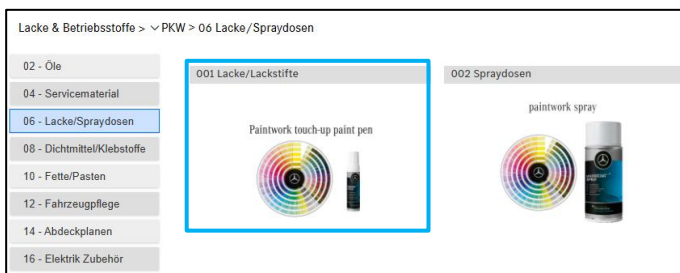 Lacke & Betriebsstoffe > ∨ PKW > 06 Lacke/Spraydosen
02 - Öle
04 - Servicematerial
06 - Lacke/Spraydosen
08 - Dichtmittel/Klebstoffe
10 - Fette/Pasten
12 - Fahrzeugpflege
14 - Abdeckplanen
16 - Elektrik Zubehör
001 Lacke/Lackstifte
Paintwork touch-up paint pen
002 Spraydosen
paintwork spray